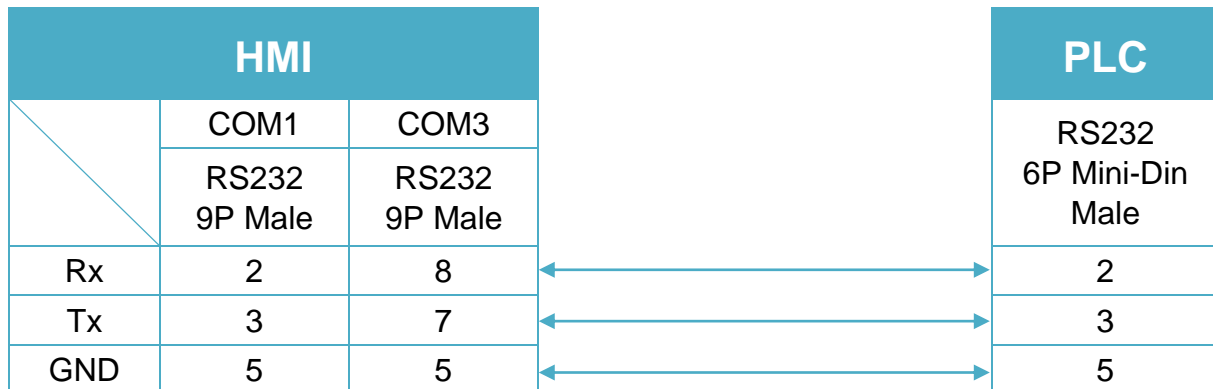 HMI PLC
COM1 COM3 RS232
6P Mini-Din
Male
RS232 RS232
9P Male 9P Male
Rx 2 8 2
Tx 3 7 3
GND 5 5 5